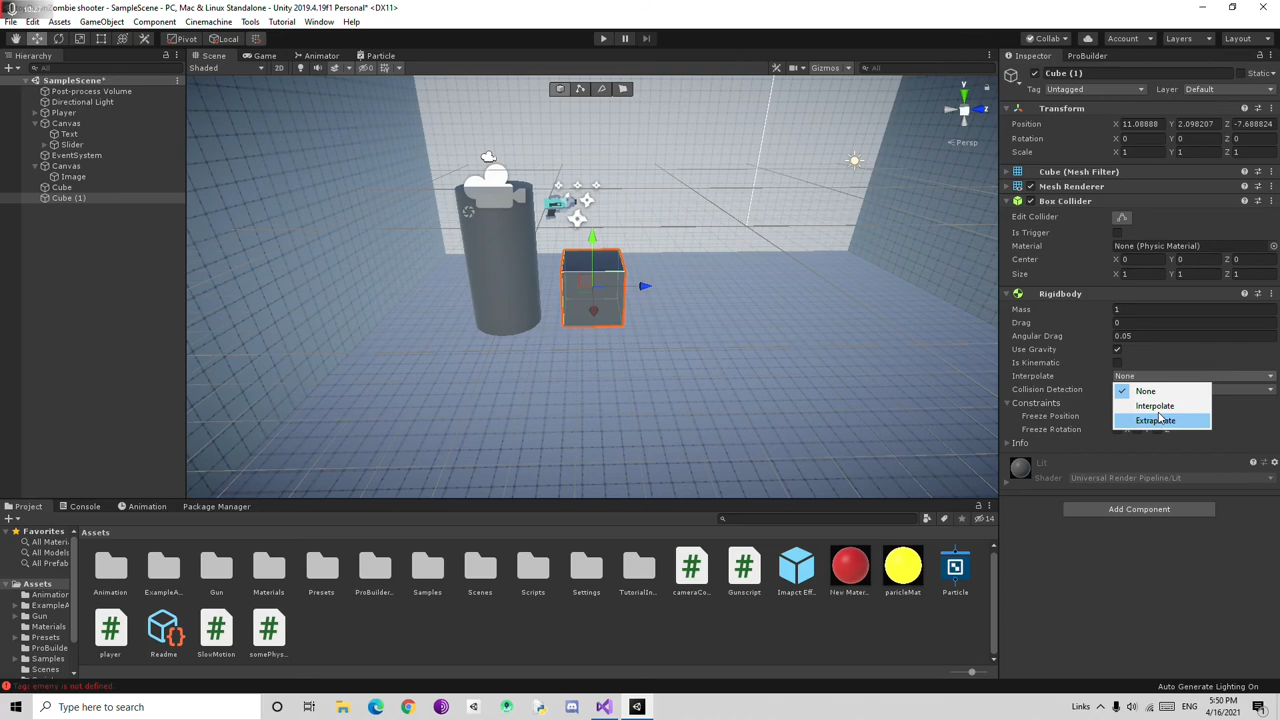 ombie shooter - SampleScene - PC, Mac & Linux Standalone - Unity 2019.4.19f1 Personal* <DX11>
File Edit Assets GameObject Component Cinemachine Tools Tutorial Window Help
Pivot Local Collab Account Layers Layout
Hierarchy Scene Game Animator Particle Inspector ProBuilder
All Shaded 2D 0 Gizmos All Cube (1) Static
SampleScene* Tag Untagged Layer Default
Post-process Volume
Directional Light
Player
Canvas
Text
Slider
EventSystem
Canvas
Image
Cube
Cube (1)
y
z
Persp
Transform
Position X 11.08888 Y 2.098207 Z -7.688824
Rotation X 0 Y 0 Z 0
Scale X 1 Y 1 Z 1
Cube (Mesh Filter)
Mesh Renderer
Box Collider
Edit Collider
Is Trigger
Material None (Physic Material)
Center X 0 Y 0 Z 0
Size X 1 Y 1 Z 1
Rigidbody
Mass 1
Drag 0
Angular Drag 0.05
Use Gravity
Is Kinematic
Interpolate None
Collision Detection
None
Interpolate
Extrapolate
Constraints
Freeze Position
Freeze Rotation
Info
Lit
Shader Universal Render Pipeline/Lit
Add Component
Project Console Animation Package Manager
14
Favorites
All Materi
All Models
All Prefab
Assets
Animation
ExampleA
Gun
Materials
Presets
ProBuilde
Samples
Scenes
Assets
Animation ExampleA... Gun Materials Presets ProBuilder... Samples Scenes Scripts Settings TutorialIn... cameraCo... Gunscript Imapct Eff... New Mater... paricleMat Particle
player Readme SlowMotion somePhys...
Tag: emeny is not defined. Auto Generate Lighting On
Type here to search Links ENG 5:50 PM
4/16/2021